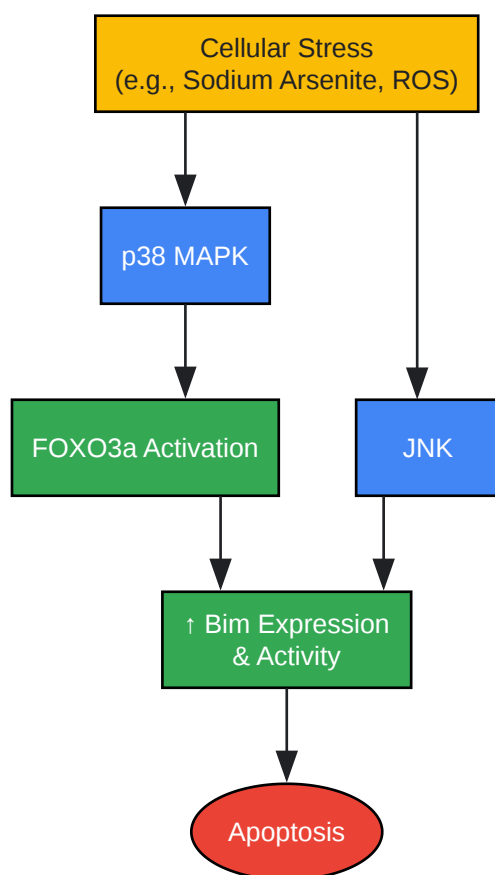 Cellular Stress
(e.g., Sodium Arsenite, ROS)
p38 MAPK
FOXO3a Activation
JNK
↑ Bim Expression
& Activity
Apoptosis